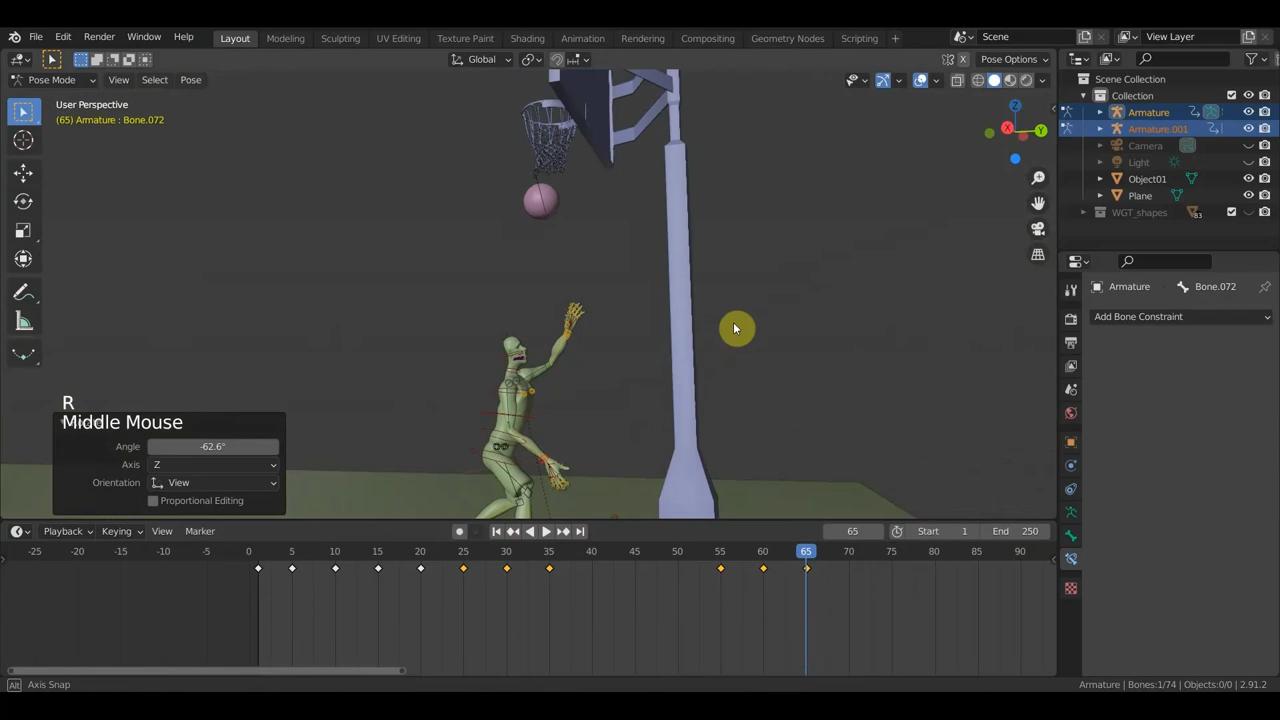 File Edit Render Window Help Layout Modeling Sculpting UV Editing Texture Paint Shading Animation Rendering Compositing Geometry Nodes Scripting + Scene View Layer
Global Pose Options
Pose Mode View Select Pose Scene Collection
User Perspective Collection
(65) Armature : Bone.072 Armature
Armature.001
Camera
Light
Object01
Plane
WGT_shapes 83
X Y Z
Armature Bone.072
Add Bone Constraint
R
Middle Mouse
Angle -62.6°
Axis Z
Orientation View
Proportional Editing
Playback Keying View Marker 65 Start 1 End 250
-25 -20 -15 -10 -5 0 5 10 15 20 25 30 35 40 45 50 55 60 65 70 75 80 85 90
Alt Axis Snap Armature | Bones:1/74 | Objects:0/0 | 2.91.2